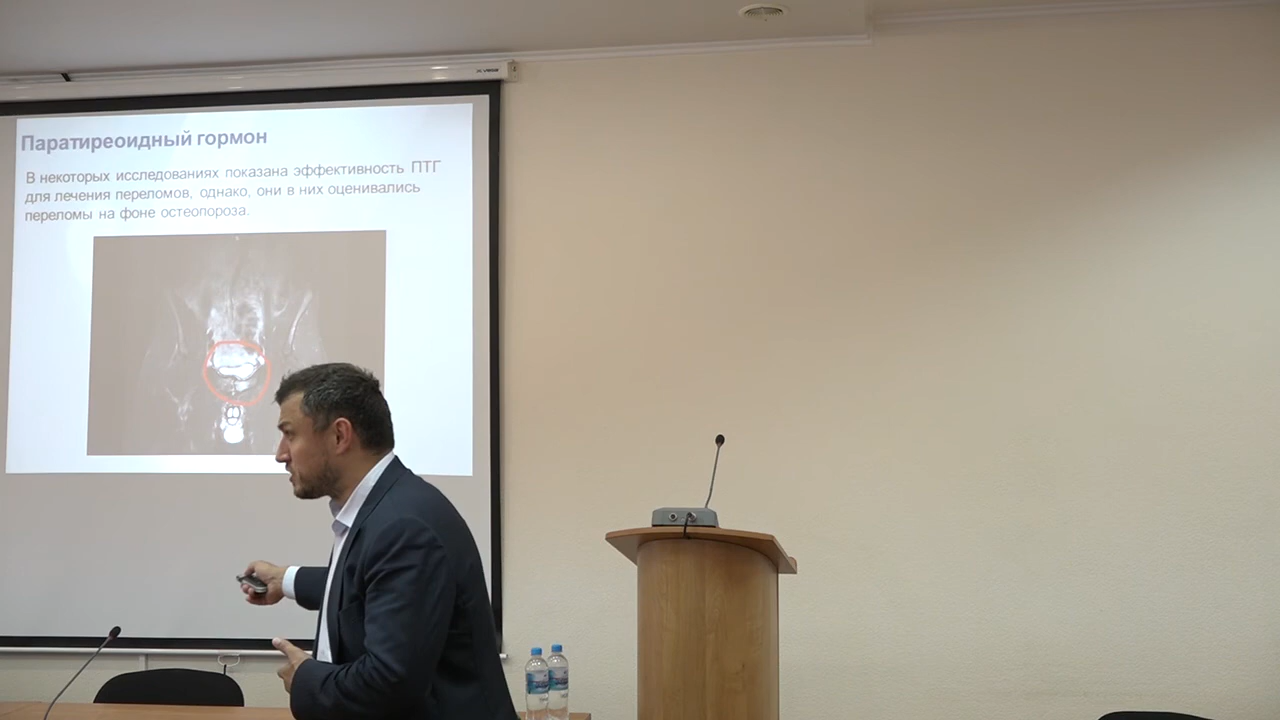 Паратиреоидный гормон
В некоторых исследованиях показана эффективность ПТГ
для лечения переломов, однако, они в них оценивались
переломы на фоне остеопороза.